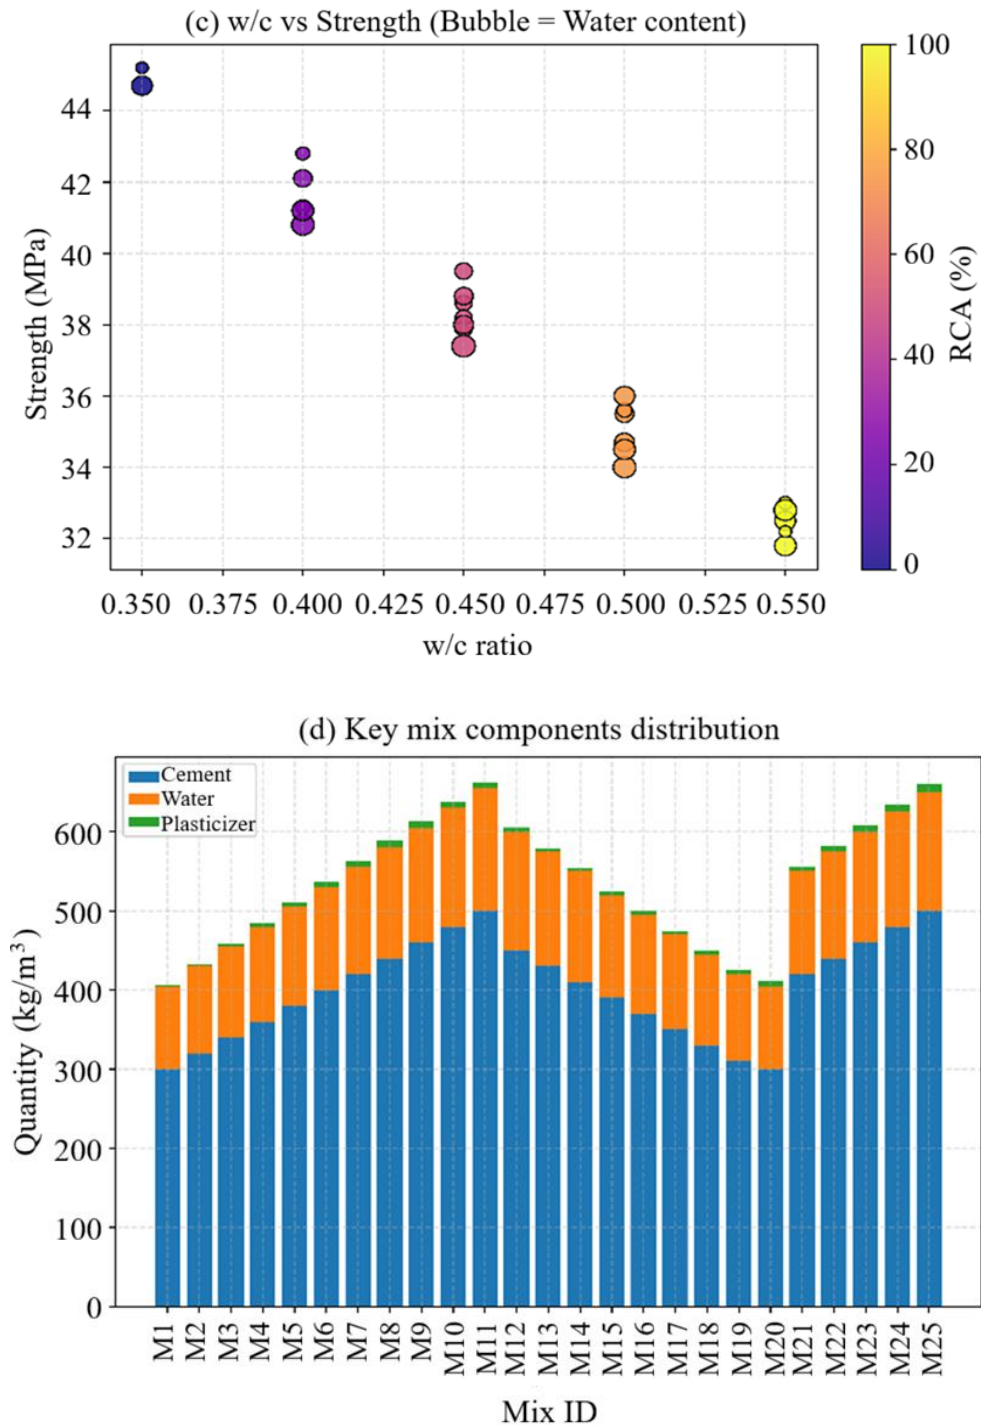 (c) w/c vs Strength (Bubble = Water content)
Strength (MPa)
44
42
40
38
36
34
32
0.350 0.375 0.400 0.425 0.450 0.475 0.500 0.525 0.550
w/c ratio
100
80
60
40
20
0
RCA (%)
(d) Key mix components distribution
Cement
Water
Plasticizer
Quantity (kg/m³)
600
500
400
300
200
100
0
M1 M2 M3 M4 M5 M6 M7 M8 M9 M10 M11 M12 M13 M14 M15 M16 M17 M18 M19 M20 M21 M22 M23 M24 M25
Mix ID